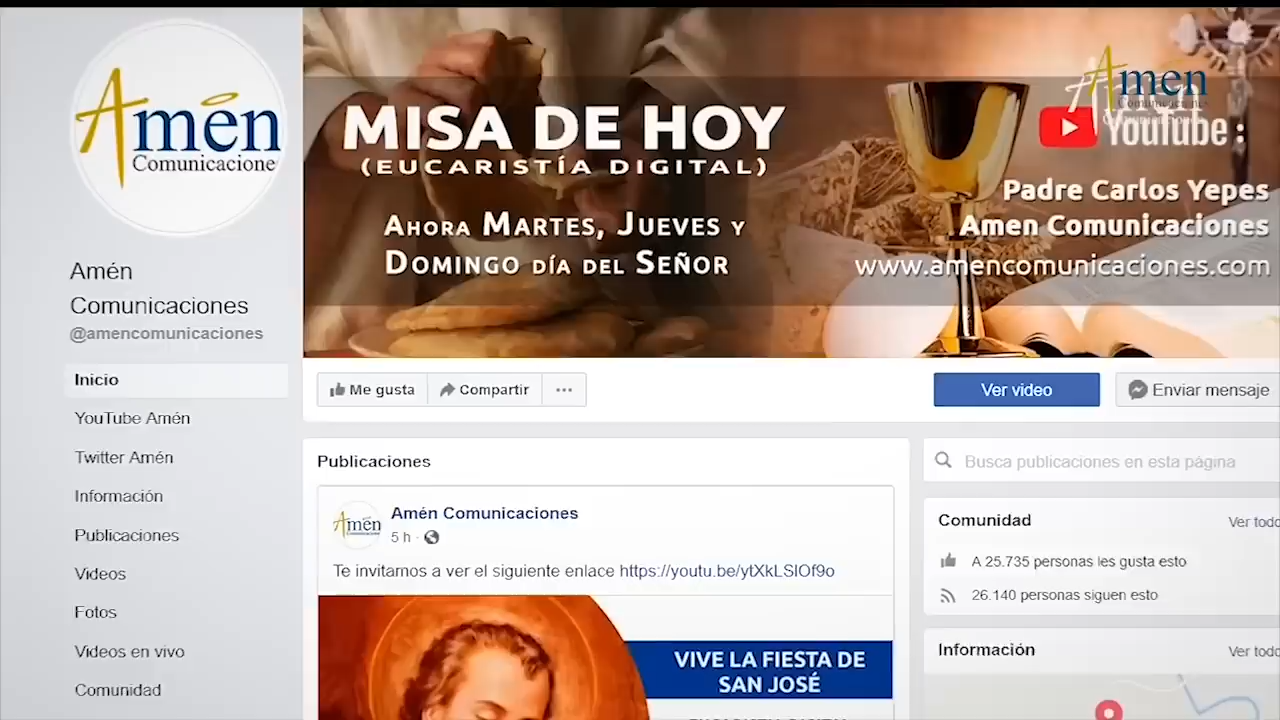 Amén
Comunicacione
Amén
Comunicaciones
@amencomunicaciones
Inicio
YouTube Amén
Twitter Amén
Información
Publicaciones
Videos
Fotos
Videos en vivo
Comunidad
MISA DE HOY
(EUCARISTÍA DIGITAL)
AHORA MARTES, JUEVES Y
DOMINGO DÍA DEL SEÑOR
Amén
Comunicaciones
YouTube :
Padre Carlos Yepes
Amen Comunicaciones
www.amencomunicaciones.com
Me gusta
Compartir
Ver video
Enviar mensaje
Publicaciones
Amén
Comunicaciones
Amén Comunicaciones
5 h ·
Te invitamos a ver el siguiente enlace https://youtu.be/ytXkLSIOf9o
VIVE LA FIESTA DE
SAN JOSÉ
Busca publicaciones en esta página
Comunidad
Ver todo
A 25.735 personas les gusta esto
26.140 personas siguen esto
Información
Ver todo